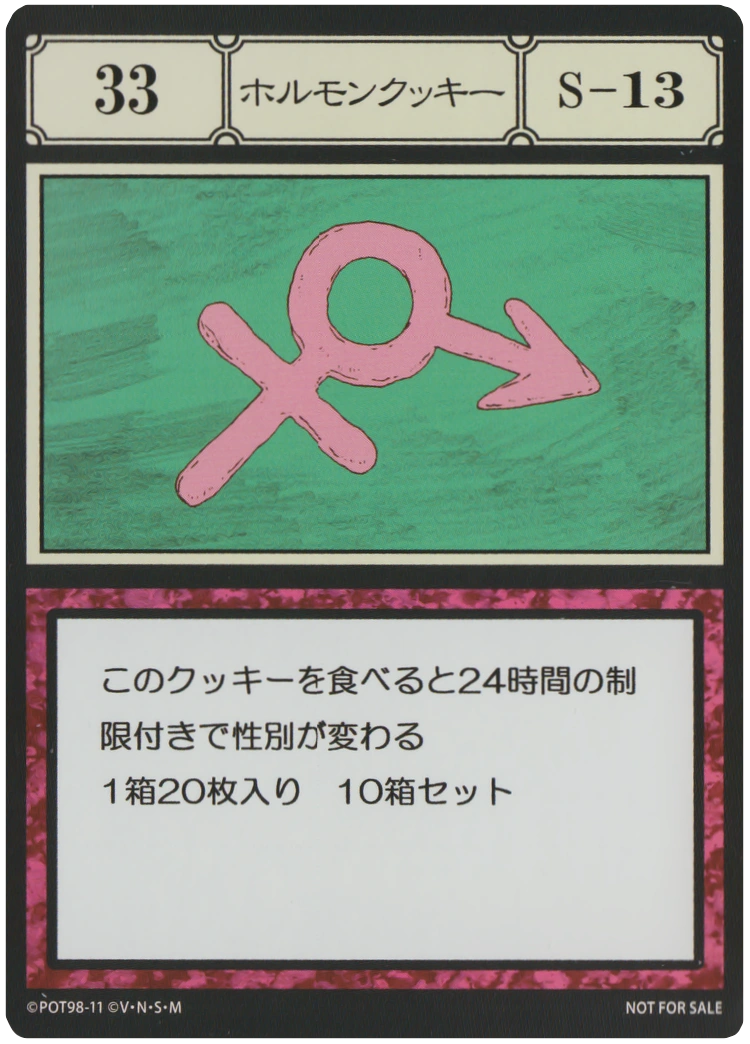 33
ホルモンクッキー
S-13
このクッキーを食べると24時間の制
限付きで性別が変わる
1箱20枚入り　10箱セット
©POT98-11 ©V・N・S・M
NOT FOR SALE